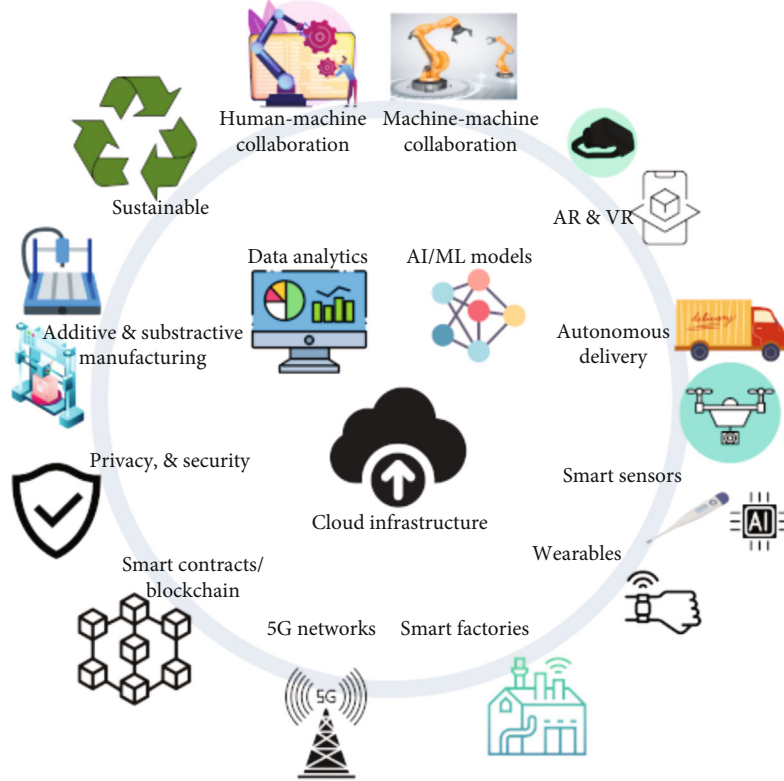 Human-machine
collaboration
Machine-machine
collaboration
Sustainable
AR & VR
Data analytics
AI/ML models
Additive & substractive
manufacturing
Autonomous
delivery
delivery
Privacy, & security
Smart sensors
Cloud infrastructure
AI
Wearables
Smart contracts/
blockchain
5G networks
Smart factories
5G